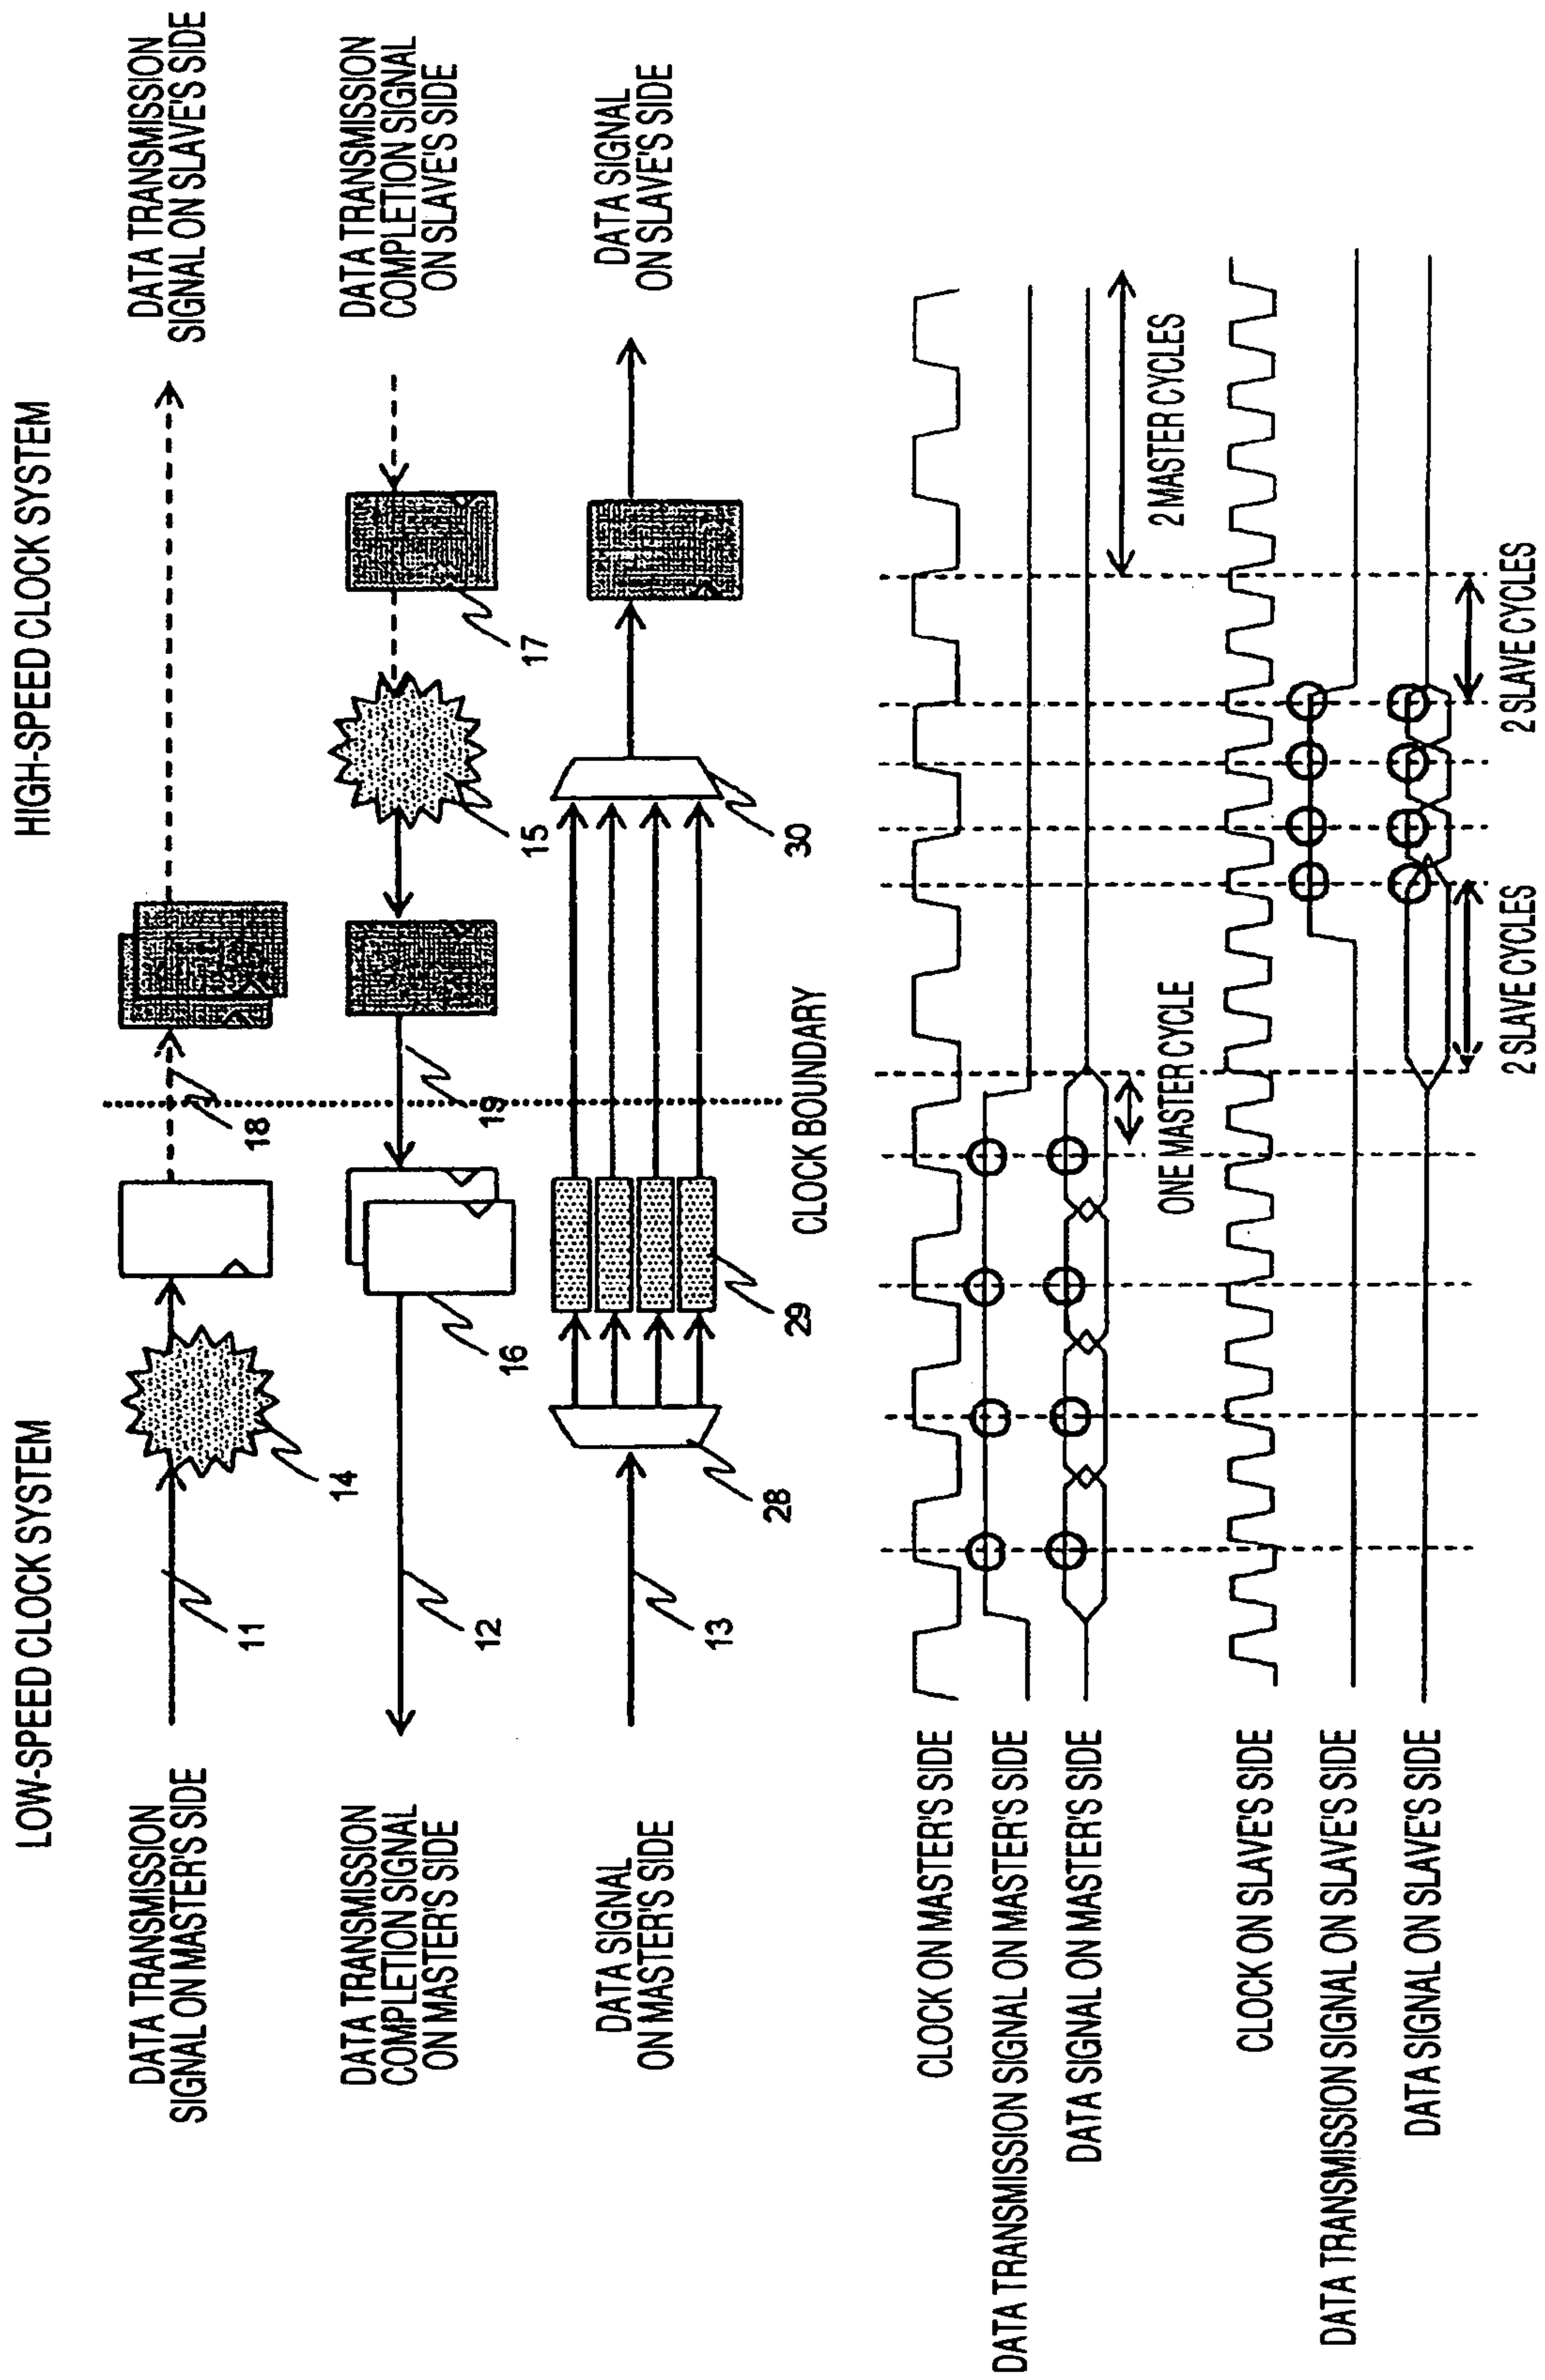 LOW-SPEED CLOCK SYSTEM
HIGH-SPEED CLOCK SYSTEM
DATA TRANSMISSION
SIGNAL ON MASTER'S SIDE
11
14
18
DATA TRANSMISSION
SIGNAL ON SLAVE'S SIDE
DATA TRANSMISSION
COMPLETION SIGNAL
ON MASTER'S SIDE
12
16
19
15
17
DATA TRANSMISSION
COMPLETION SIGNAL
ON SLAVE'S SIDE
DATA SIGNAL
ON MASTER'S SIDE
13
28
29
30
DATA SIGNAL
ON SLAVE'S SIDE
CLOCK BOUNDARY
CLOCK ON MASTER'S SIDE
DATA TRANSMISSION SIGNAL ON MASTER'S SIDE
DATA SIGNAL ON MASTER'S SIDE
ONE MASTER CYCLE
2 MASTER CYCLES
CLOCK ON SLAVE'S SIDE
DATA TRANSMISSION SIGNAL ON SLAVE'S SIDE
DATA SIGNAL ON SLAVE'S SIDE
2 SLAVE CYCLES
2 SLAVE CYCLES